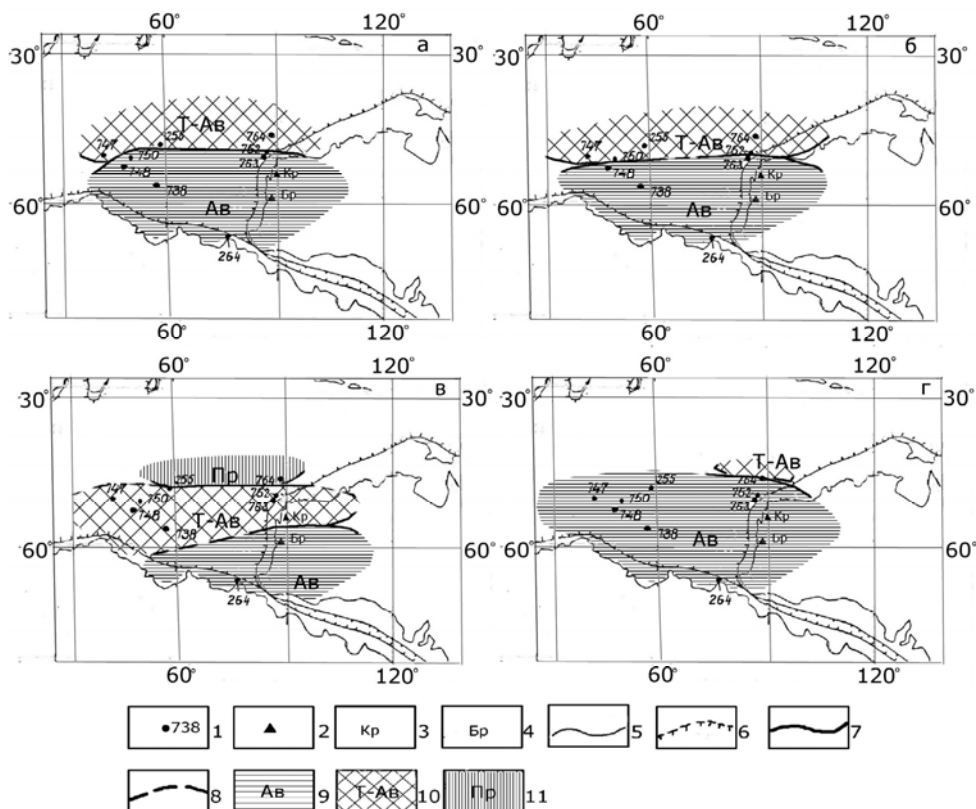 60° 120° 60° 120°
30° а 30° 30° б 30°
Т-Ав Т-Ав
747 255 764 747 255 764
750 762 750 762
748 763 Кр 748 763 Кр
738 Бр 738 Бр
60° Ав 60° 60° Ав 60°
264 264
60° 120° 60° 120°
60° 120° 60° 120°
30° в 30° 30° г 30°
Пр Т-Ав
747 255 764 747 255 764
750 762 750 762
748 763 748 763
Т-Ав Кр Кр
738 Бр 738 Бр
60° 60° 60° Ав 60°
Ав
264 264
60° 120° 60° 120°
738 1 2 Кр 3 Бр 4 5 6 7
8 Ав 9 Т-Ав 10 Пр 11